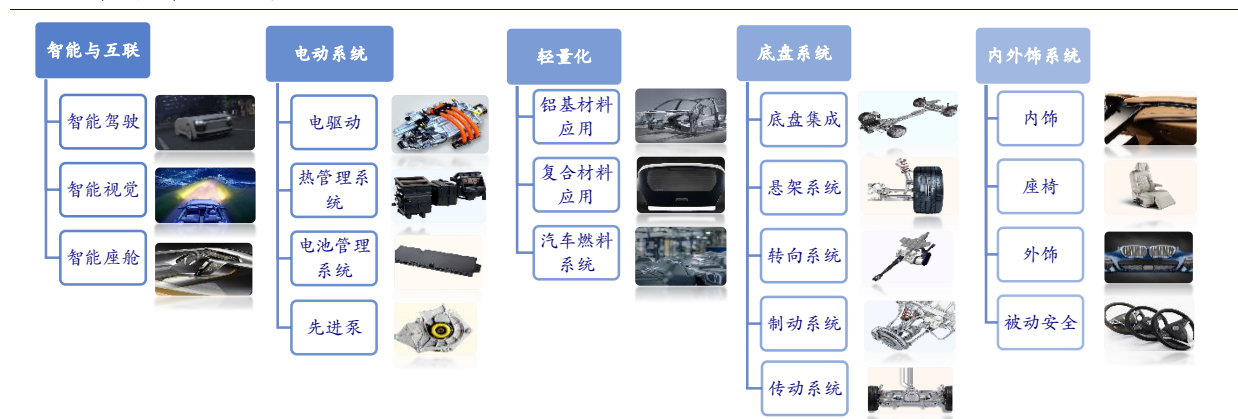 智能与互联
智能驾驶
智能视觉
智能座舱
电动系统
电驱动
热管理系
统
电池管理
系统
先进泵
轻量化
铝基材料
应用
复合材料
应用
汽车燃料
系统
底盘系统
底盘集成
悬架系统
转向系统
制动系统
传动系统
内外饰系统
内饰
座椅
外饰
被动安全